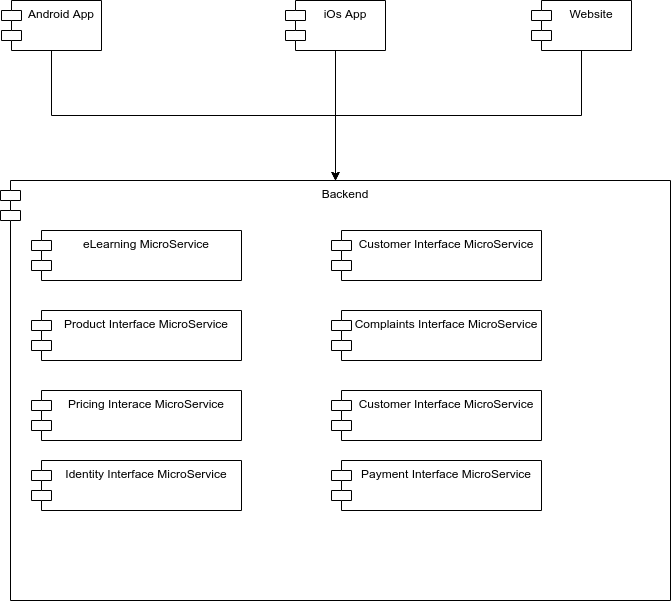 Android App
iOs App
Website
Backend
eLearning MicroService
Customer Interface MicroService
Product Interface MicroService
Complaints Interface MicroService
Pricing Interace MicroService
Customer Interface MicroService
Identity Interface MicroService
Payment Interface MicroService